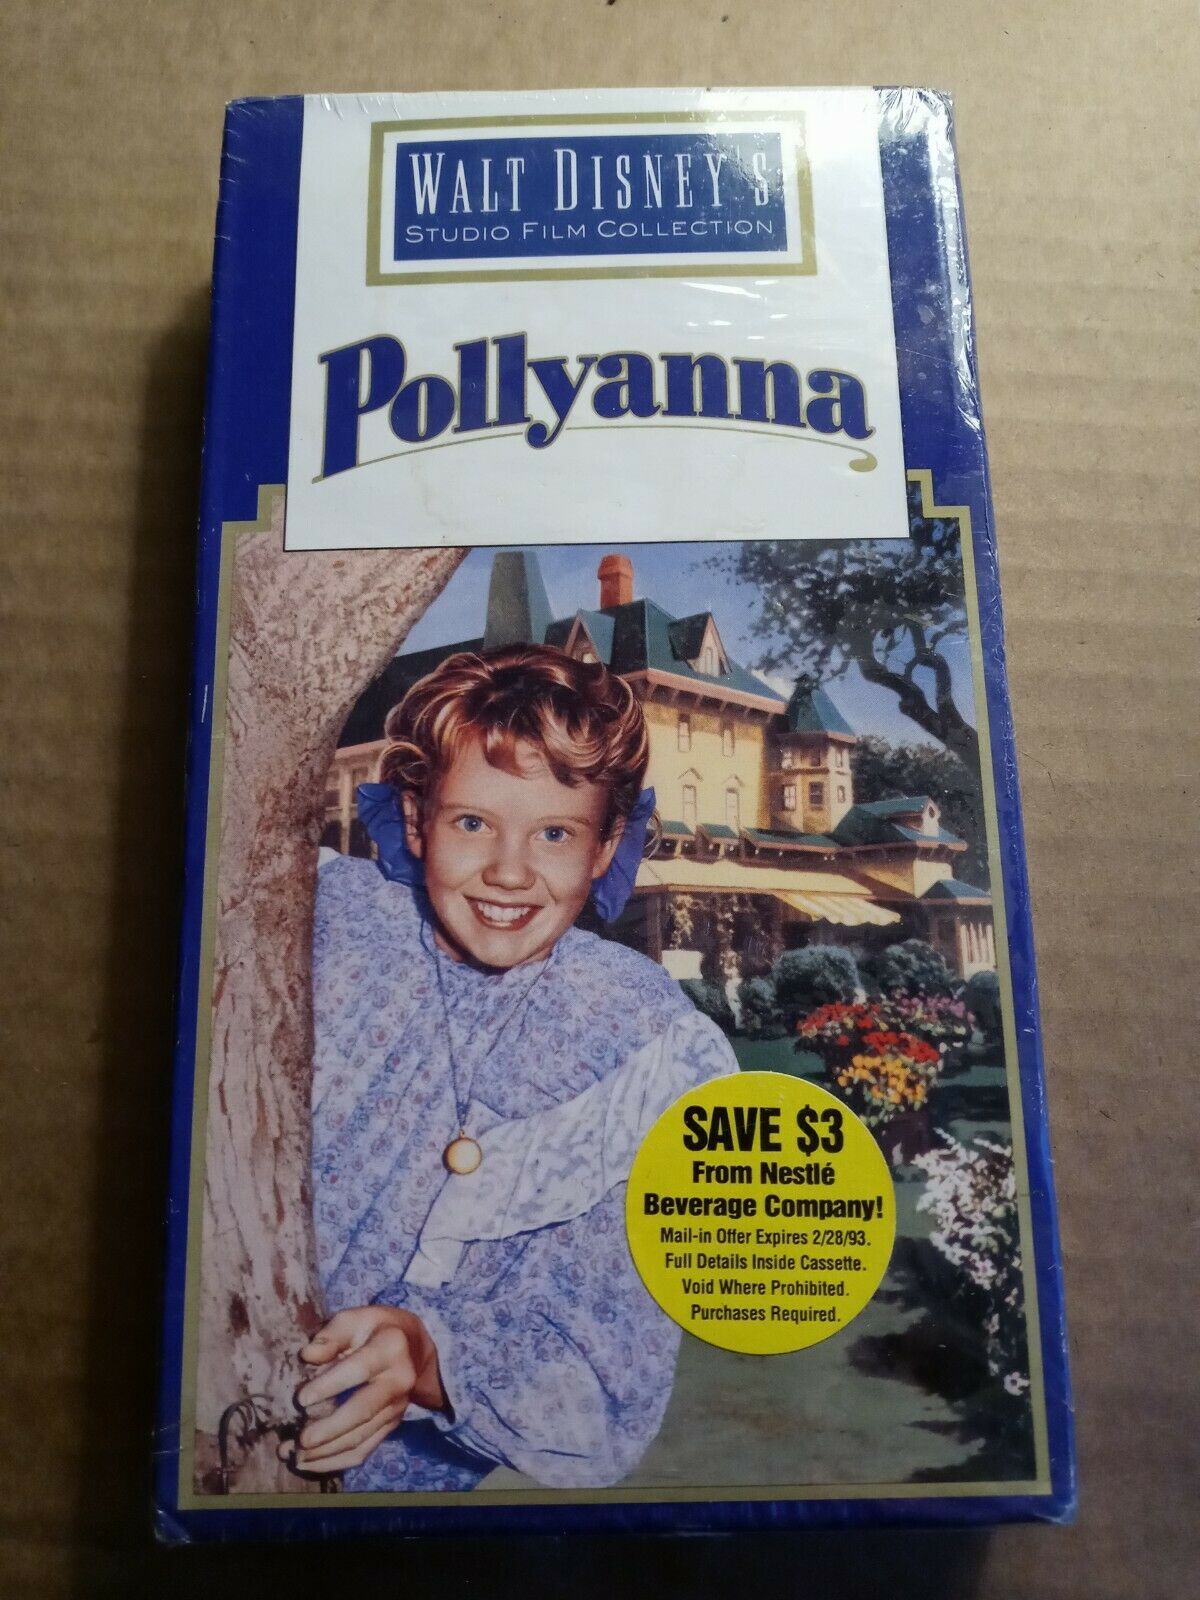 WALT DISNEY'S
STUDIO FILM COLLECTION
Pollyanna
SAVE $3
From Nestlé
Beverage Company!
Mail-in Offer Expires 2/28/93.
Full Details Inside Cassette.
Void Where Prohibited.
Purchases Required.